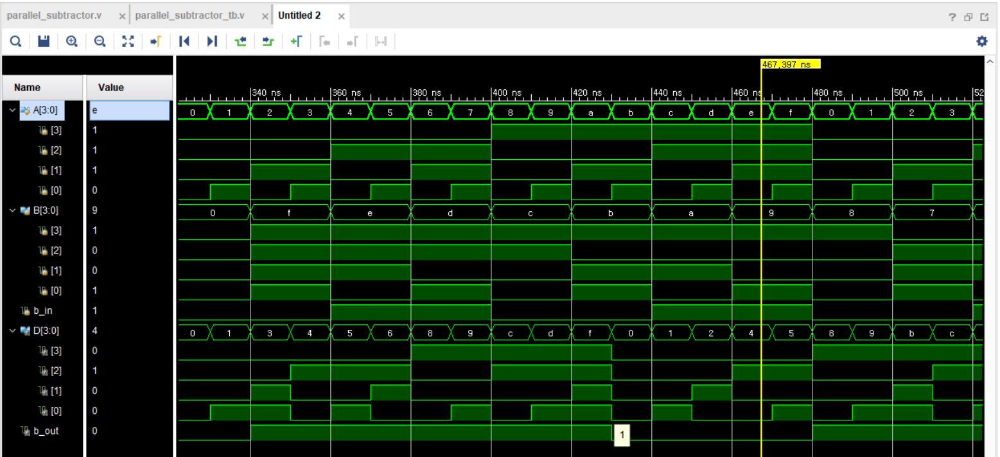 parallel_subtractor.v × parallel_subtractor_tb.v × Untitled 2 × ?
467.397 ns
Name Value 340 ns 360 ns 380 ns 400 ns 420 ns 440 ns 460 ns 480 ns 500 ns 52
A[3:0] e 0 1 2 3 4 5 6 7 8 9 a b c d e f 0 1 2 3
[3] 1
[2] 1
[1] 1
[0] 0
B[3:0] 9 0 f e d c b a 9 8 7
[3] 1
[2] 0
[1] 0
[0] 1
b_in 1
D[3:0] 4 0 1 3 4 5 6 8 9 c d f 0 1 2 4 5 8 9 b c
[3] 0
[2] 1
[1] 0
[0] 0
b_out 0 1